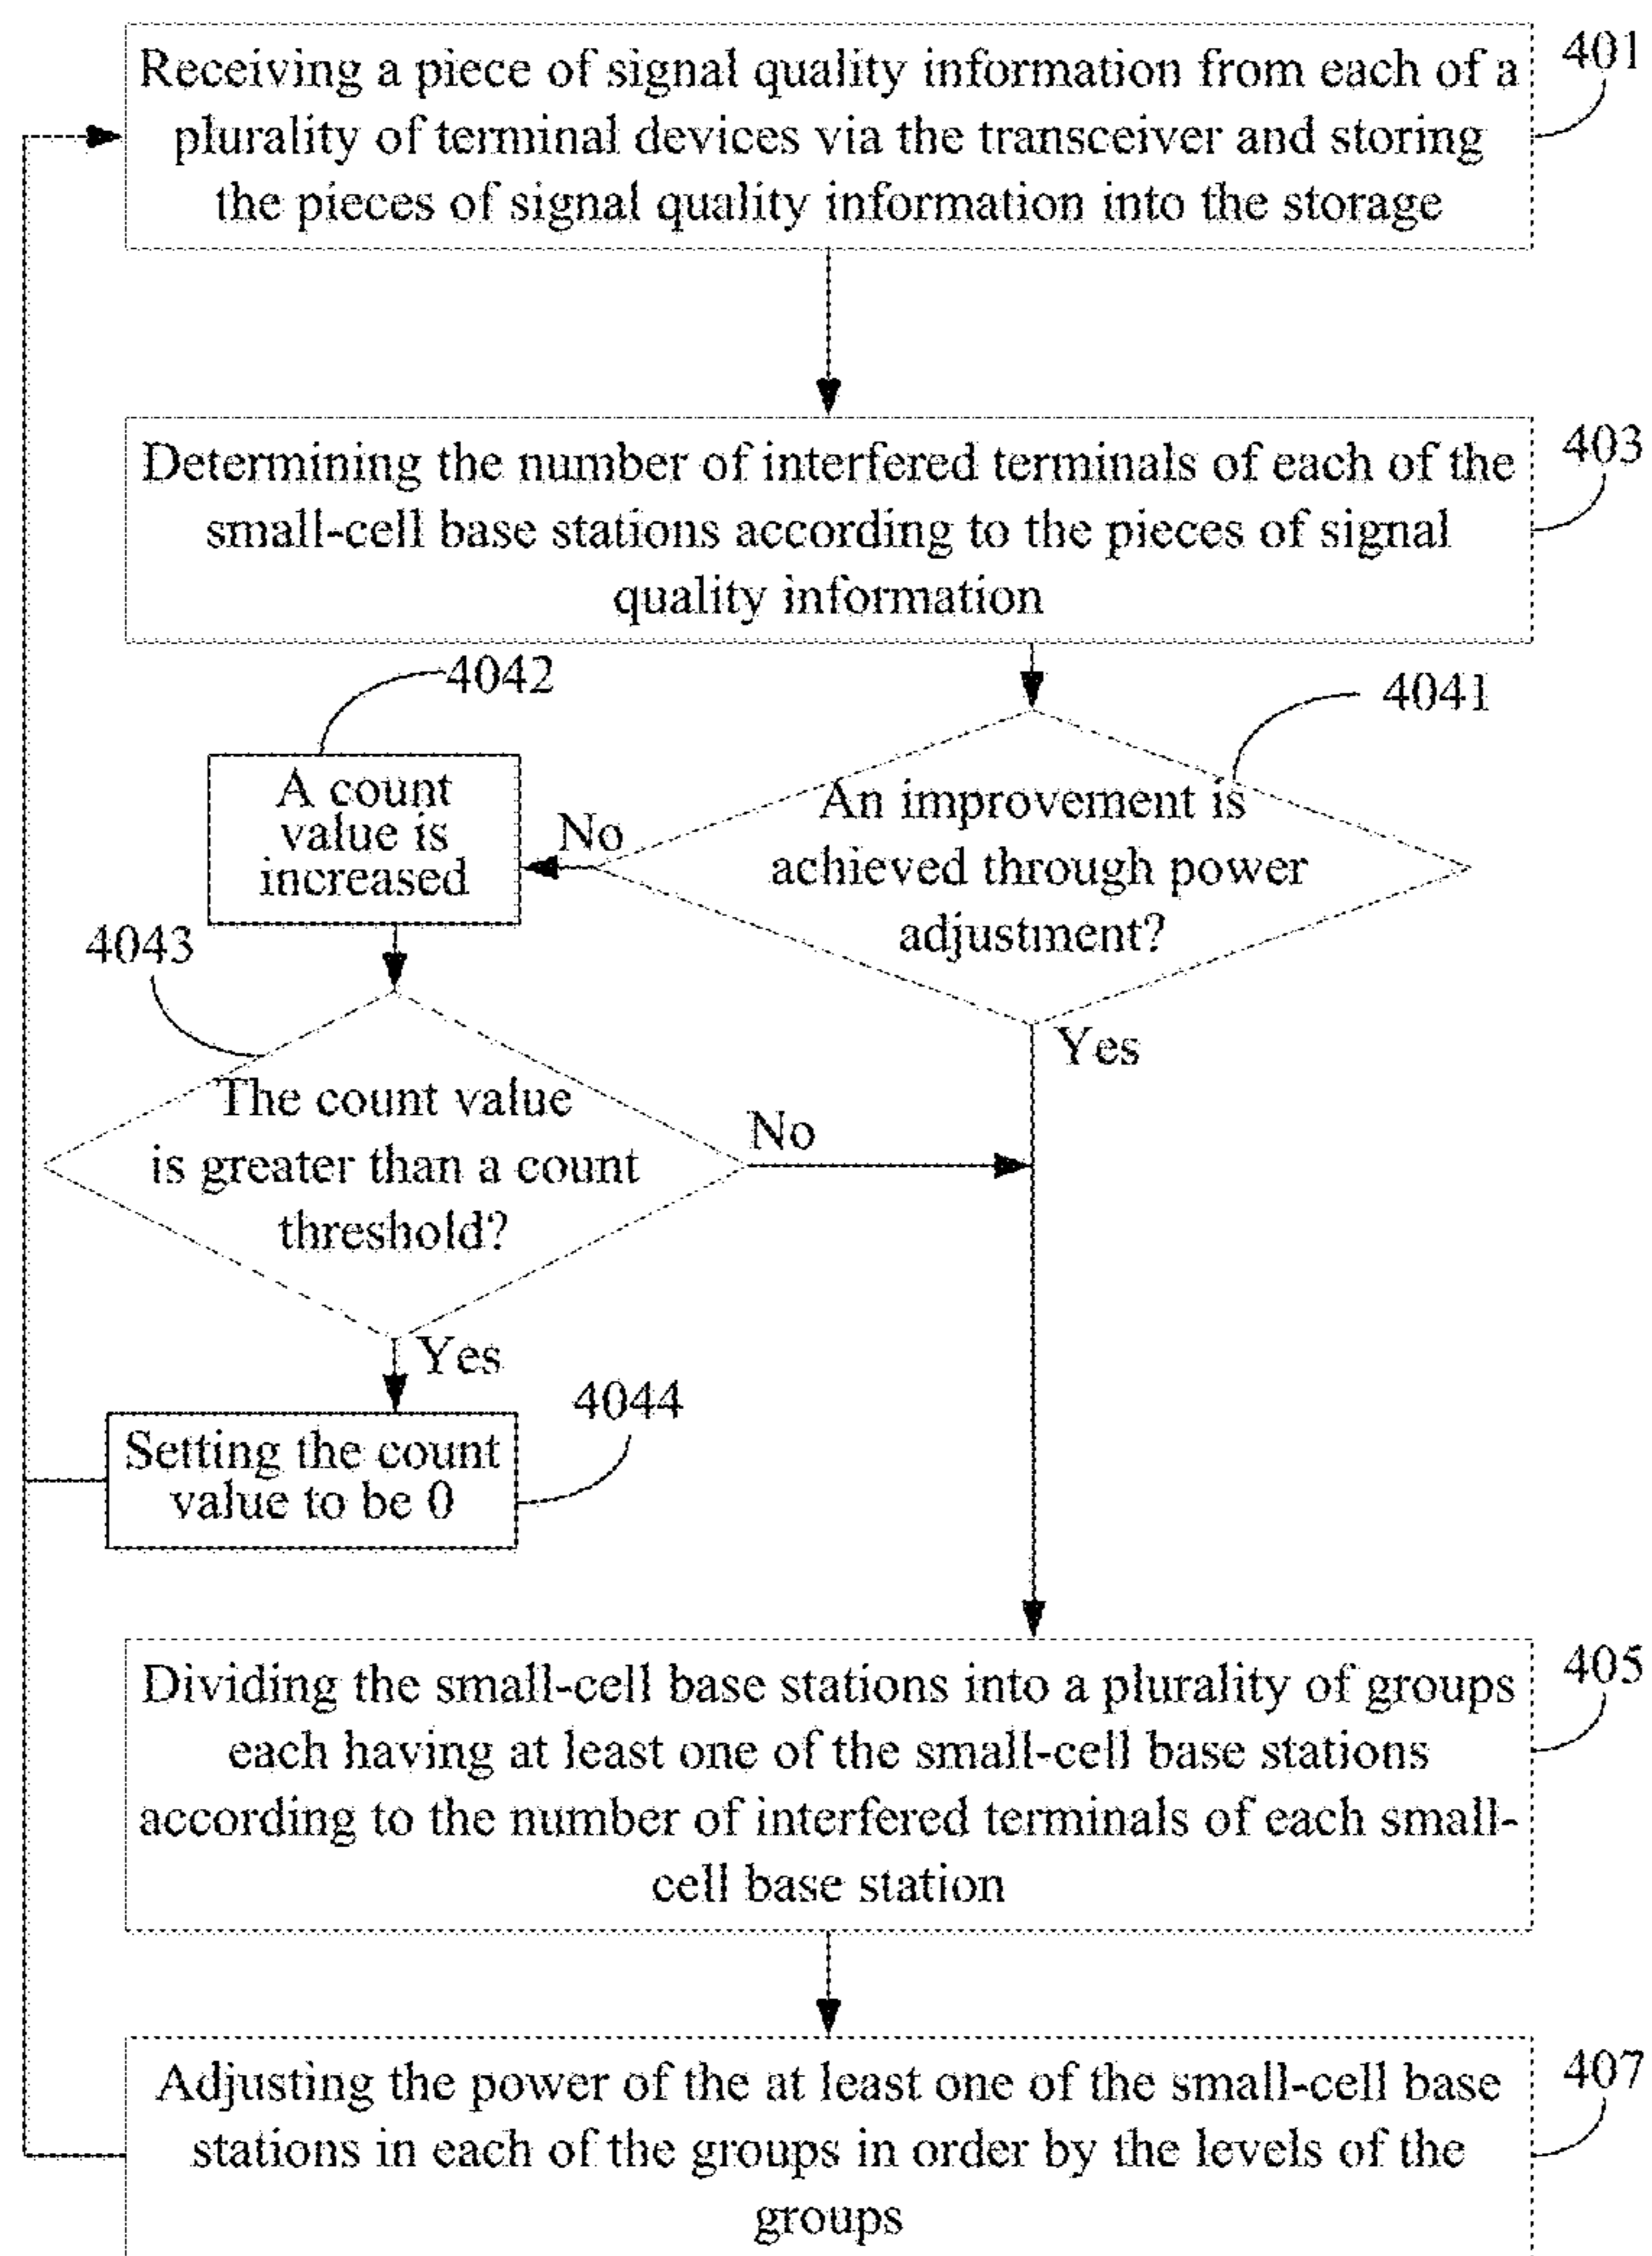 Receiving a piece of signal quality information from each of a
plurality of terminal devices via the transceiver and storing
the pieces of signal quality information into the storage
401
Determining the number of interfered terminals of each of the
small-cell base stations according to the pieces of signal
quality information
403
4042
4041
A count
value is
increased
No
An improvement is
achieved through power
adjustment?
4043
Yes
The count value
is greater than a count
threshold?
No
Yes
4044
Setting the count
value to be 0
Dividing the small-cell base stations into a plurality of groups
each having at least one of the small-cell base stations
according to the number of interfered terminals of each small-
cell base station
405
Adjusting the power of the at least one of the small-cell base
stations in each of the groups in order by the levels of the
groups
407